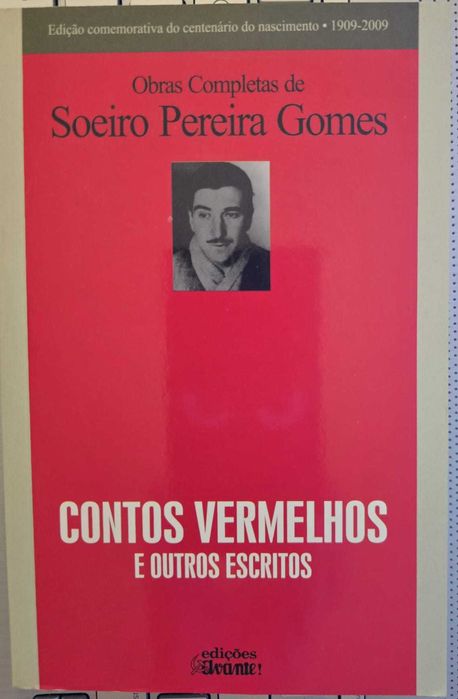 Edição comemorativa do centenário do nascimento • 1909-2009
Obras Completas de
Soeiro Pereira Gomes
CONTOS VERMELHOS
E OUTROS ESCRITOS
edições
Avante!